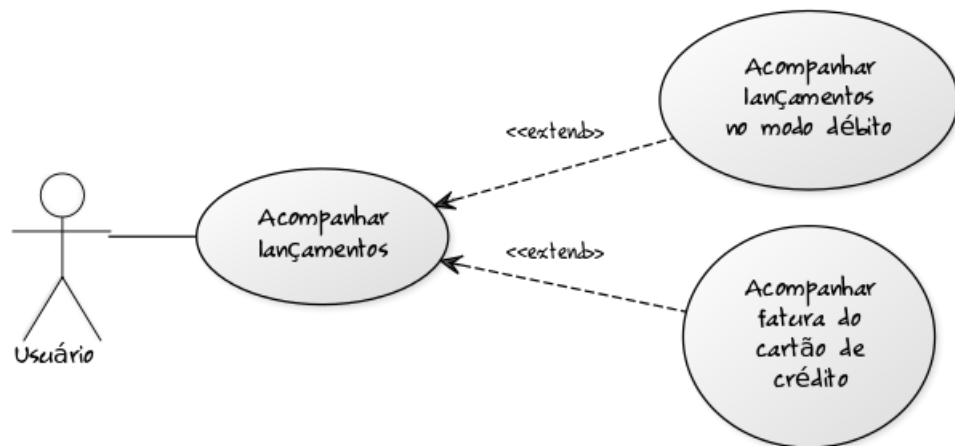 Acompanhar
lançamentos
no modo débito
<<extend>>
Acompanhar
lançamentos
<<extend>>
Acompanhar
fatura do
cartão de
crédito
Usuário